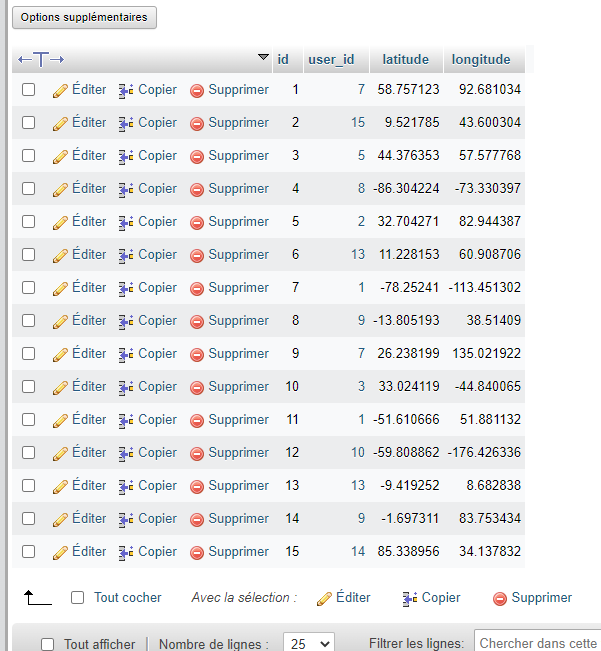 Options supplémentaires
←T→ id user_id latitude longitude
Éditer Copier Supprimer 1 7 58.757123 92.681034
Éditer Copier Supprimer 2 15 9.521785 43.600304
Éditer Copier Supprimer 3 5 44.376353 57.577768
Éditer Copier Supprimer 4 8 -86.304224 -73.330397
Éditer Copier Supprimer 5 2 32.704271 82.944387
Éditer Copier Supprimer 6 13 11.228153 60.908706
Éditer Copier Supprimer 7 1 -78.25241 -113.451302
Éditer Copier Supprimer 8 9 -13.805193 38.51409
Éditer Copier Supprimer 9 7 26.238199 135.021922
Éditer Copier Supprimer 10 3 33.024119 -44.840065
Éditer Copier Supprimer 11 1 -51.610666 51.881132
Éditer Copier Supprimer 12 10 -59.808862 -176.426336
Éditer Copier Supprimer 13 13 -9.419252 8.682838
Éditer Copier Supprimer 14 9 -1.697311 83.753434
Éditer Copier Supprimer 15 14 85.338956 34.137832
Tout cocher Avec la sélection : Éditer Copier Supprimer
Tout afficher | Nombre de lignes : 25 Filtrer les lignes: Chercher dans cette